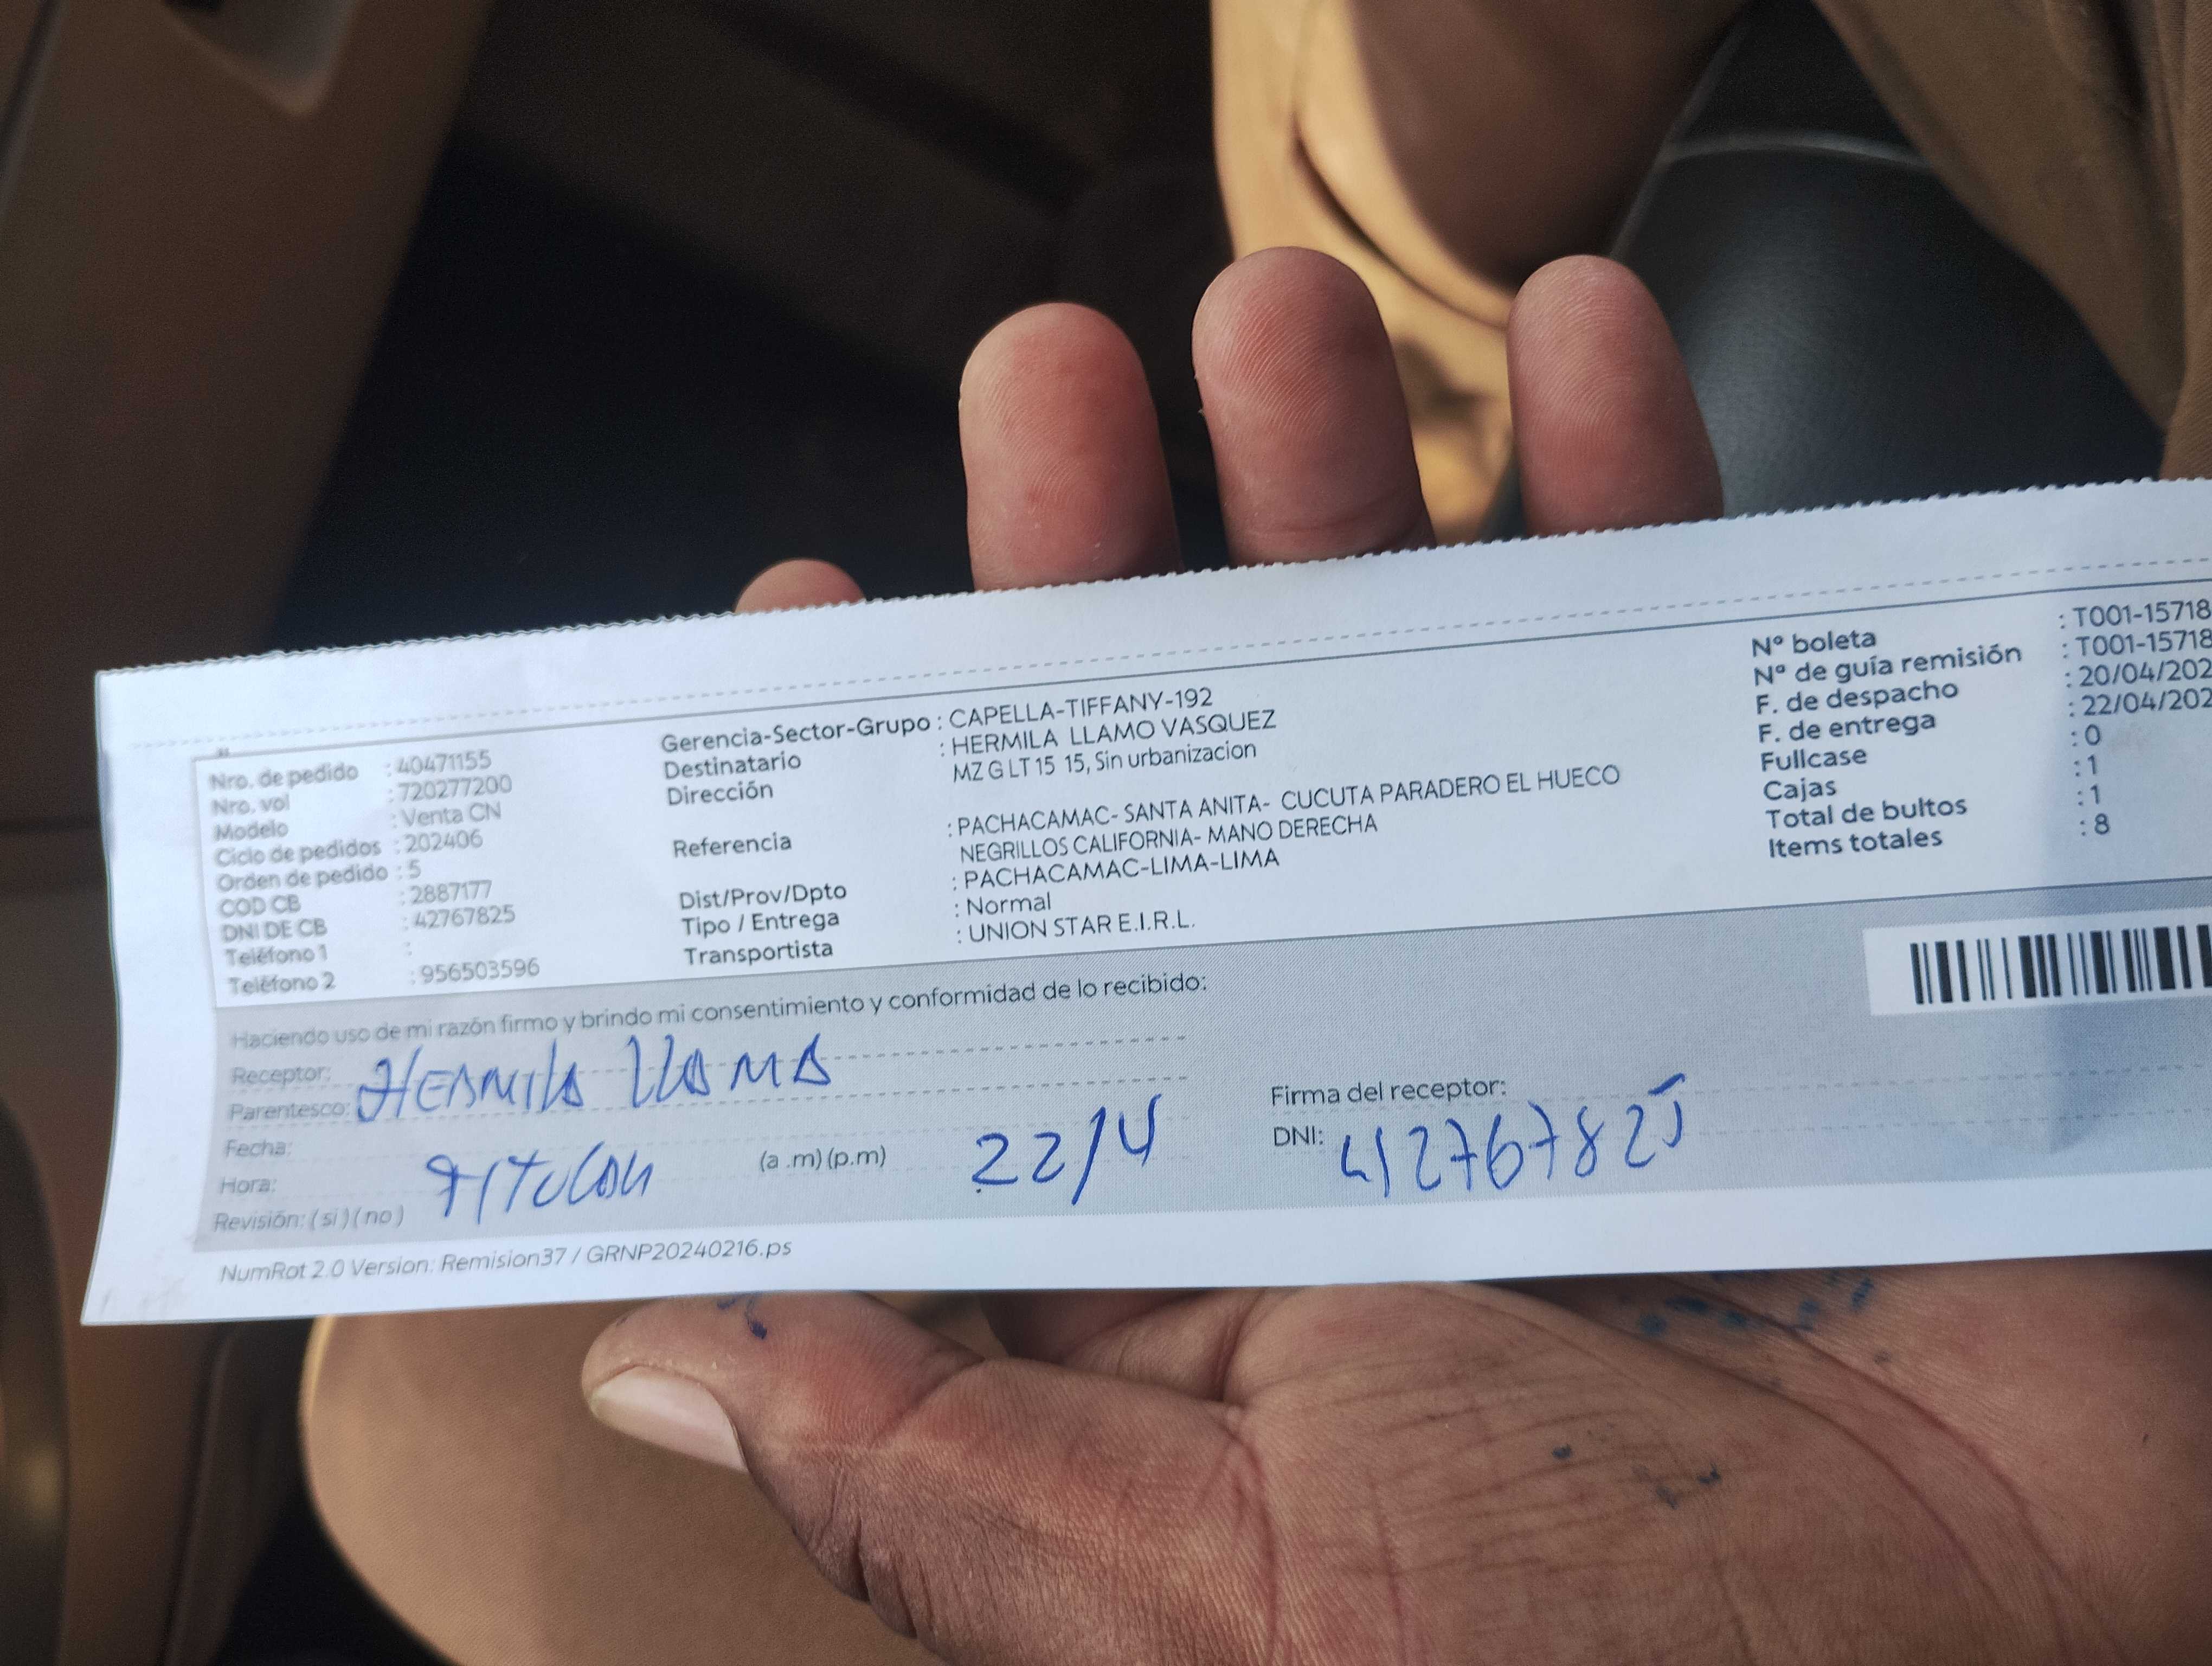 Nro. de pedido : 40471155
Nro. vol : 720277200
Modelo : Venta CN
Ciclo de pedidos : 202406
Orden de pedido : 5
COD CB : 2887177
DNI DE CB : 42767825
Teléfono 1 :
Teléfono 2 : 956503596
Gerencia-Sector-Grupo : CAPELLA-TIFFANY-192
Destinatario : HERMILA LLAMO VASQUEZ
Dirección MZ G LT 15 15, Sin urbanizacion
Referencia : PACHACAMAC- SANTA ANITA- CUCUTA PARADERO EL HUECO
NEGRILLOS CALIFORNIA- MANO DERECHA
Dist/Prov/Dpto : PACHACAMAC-LIMA-LIMA
Tipo / Entrega : Normal
Transportista : UNION STAR E.I.R.L.
Nº boleta : T001-15718
Nº de guía remisión : T001-15718
F. de despacho : 20/04/202
F. de entrega : 22/04/202
Fullcase : 0
Cajas : 1
Total de bultos : 1
Items totales : 8
Haciendo uso de mi razón firmo y brindo mi consentimiento y conformidad de lo recibido:
Receptor: HERMILA LLAMA
Parentesco:
Fecha:
Hora: (a .m) (p.m) 22/4
Revisión: ( si ) ( no )
Firma del receptor:
DNI: 42767825
NumRot 2.0 Version: Remision37 / GRNP20240216.ps